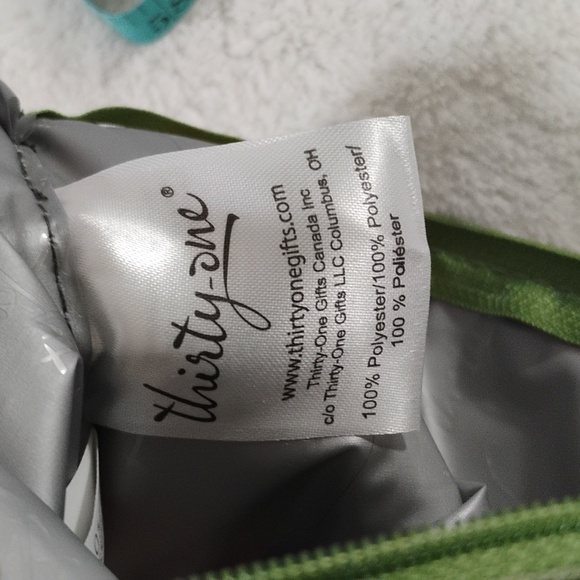 thirty-one®
www.thirtyonegifts.com
Thirty-One Gifts Canada Inc
c/o Thirty-One Gifts LLC Columbus, OH
100% Polyester/100% Polyester/
100 % Poliéster